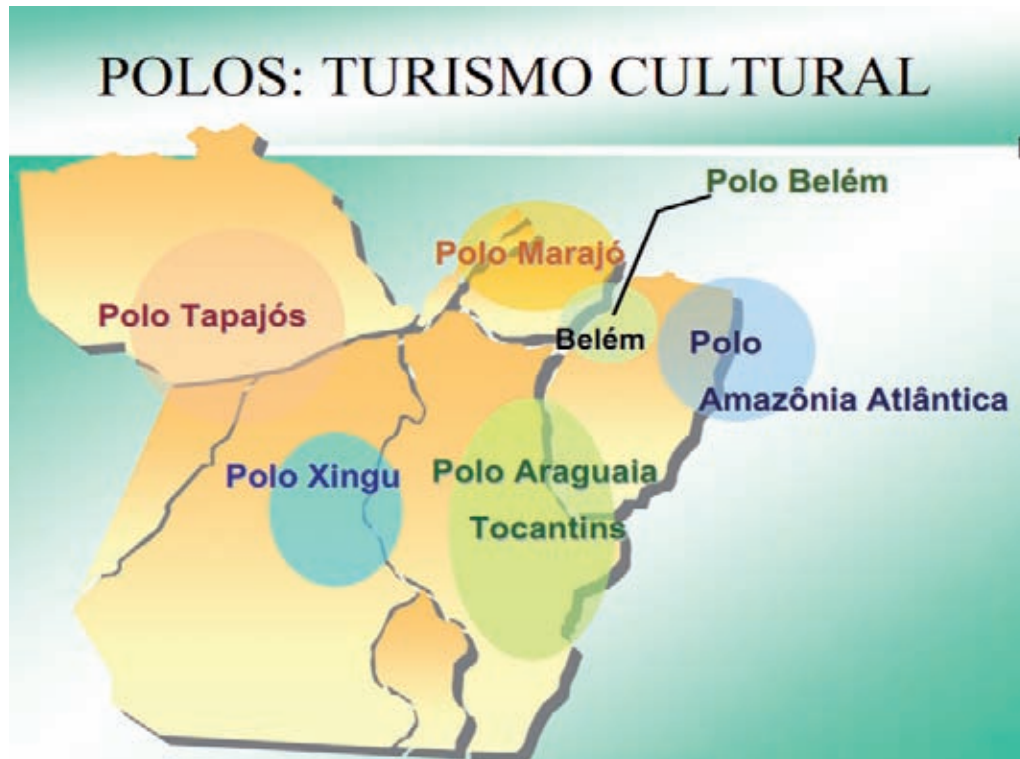 POLOS: TURISMO CULTURAL
Polo Belém
Polo Marajó
Polo Tapajós
Belém
Polo
Amazônia Atlântica
Polo Xingu
Polo Araguaia
Tocantins